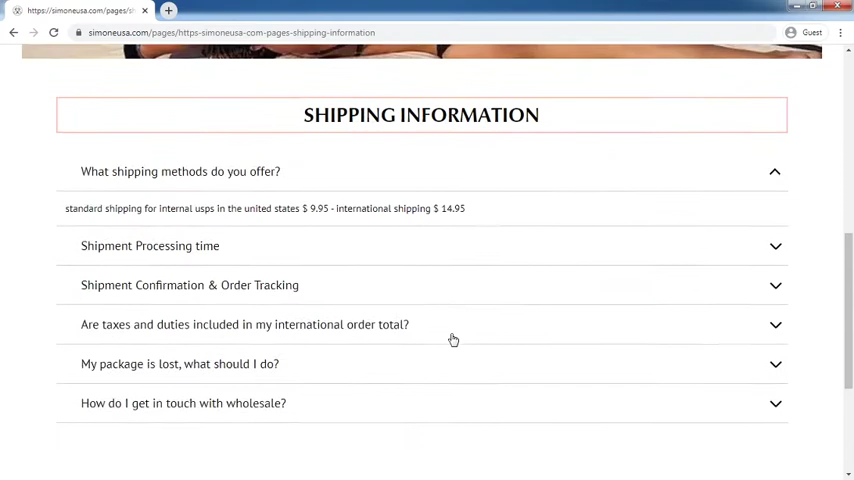 https://simoneusa.com/pages/sh
simoneusa.com/pages/https-simoneusa-com-pages-shipping-information
Guest
SHIPPING INFORMATION
What shipping methods do you offer?
standard shipping for internal usps in the united states $ 9.95 - international shipping $ 14.95
Shipment Processing time
Shipment Confirmation & Order Tracking
Are taxes and duties included in my international order total?
My package is lost, what should I do?
How do I get in touch with wholesale?